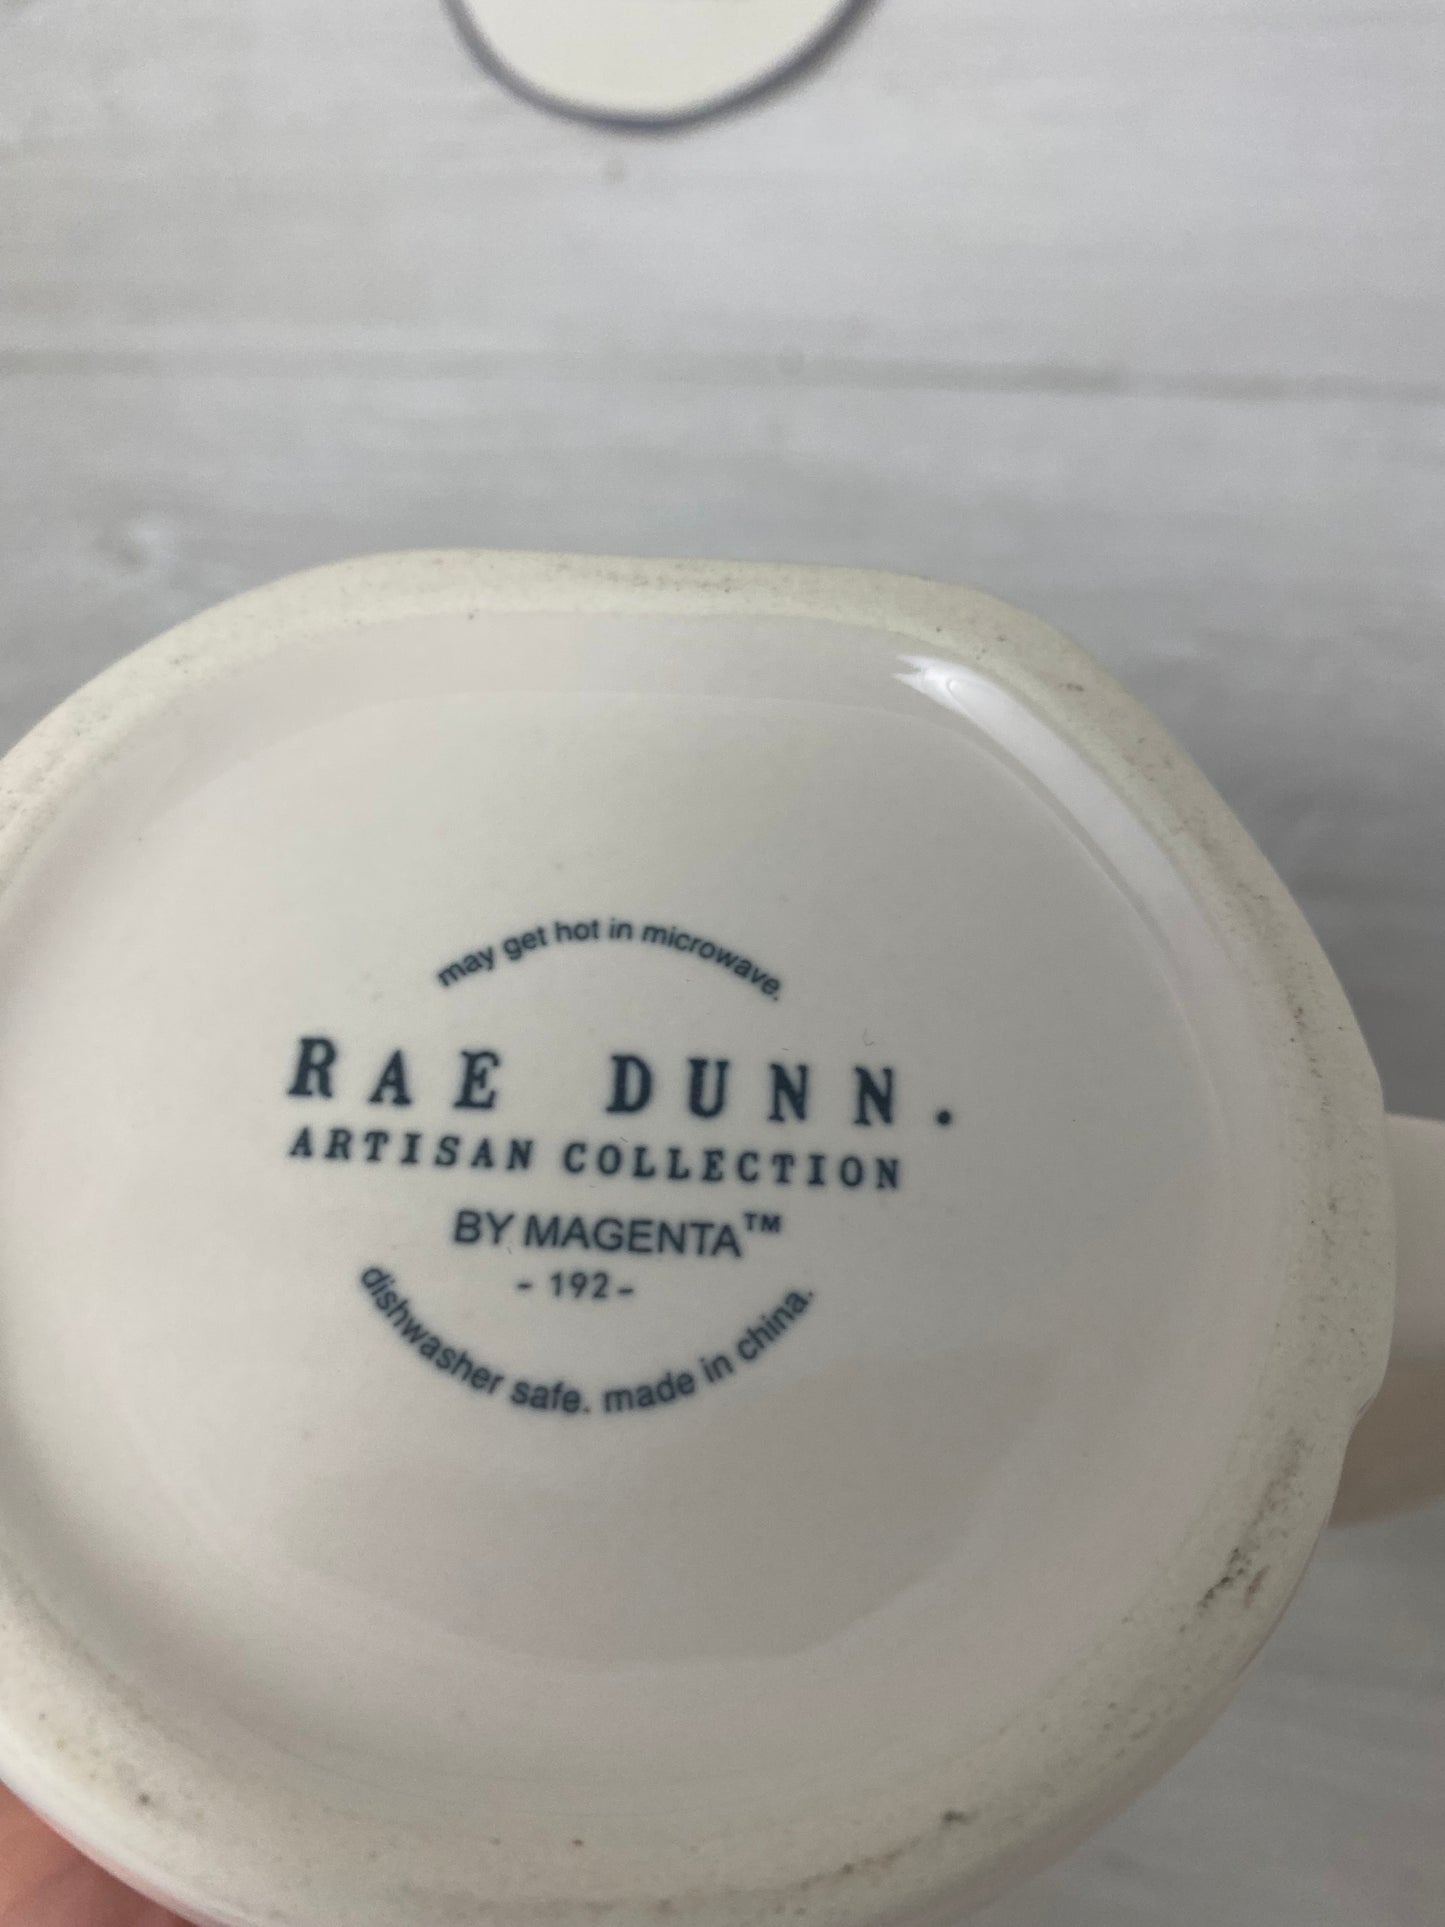 may get hot in microwave.
RAE DUNN.
ARTISAN COLLECTION
BY MAGENTA™
- 192 -
dishwasher safe. made in china.